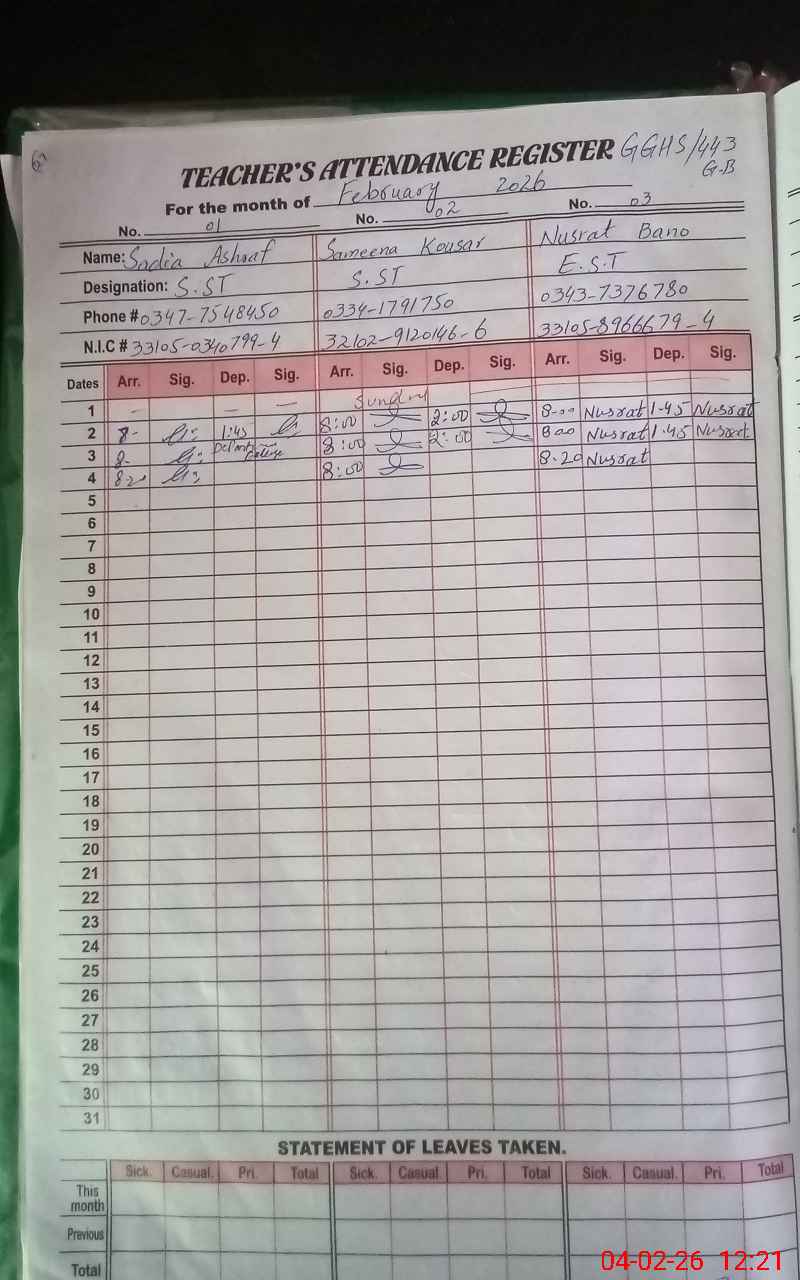 TEACHER'S ATTENDANCE REGISTER GGHS/443
G-B
For the month of February 2026
No. 01 No. 02 No. 03
Name: Sadia Ashraf Sameena Kousar Nusrat Bano
Designation: S.ST S.ST E.S.T
Phone # 0347-7548450 0334-1791750 0343-7376780
N.I.C # 33105-0340799-4 32102-9120146-6 33105-8966679-4
Dates Arr. Sig. Dep. Sig. Arr. Sig. Dep. Sig. Arr. Sig. Dep. Sig.
1 - - - Sunday
2 8- 1:45 8:00 2:00 8-00 Nusrat 1.45 Nusrat
3 8- 8:00 2:00 800 Nusrat 1.45 Nusrat
4 8.20 8:00 8.20 Nusrat
5
6
7
8
9
10
11
12
13
14
15
16
17
18
19
20
21
22
23
24
25
26
27
28
29
30
31
STATEMENT OF LEAVES TAKEN.
Sick. Casual. Pri. Total Sick. Casual. Pri. Total Sick. Casual. Pri. Total
This month
Previous
Total
04-02-26 12:21